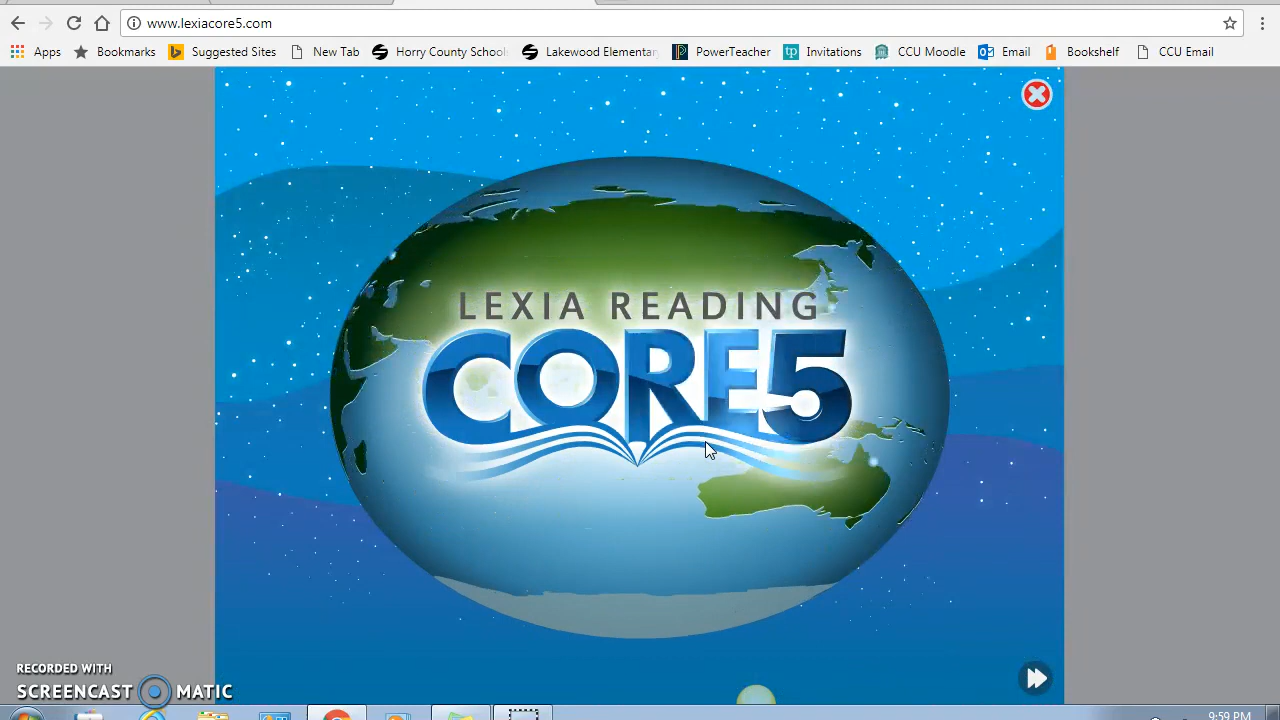 www.lexiacore5.com
Apps Bookmarks Suggested Sites New Tab Horry County School Lakewood Elementar PowerTeacher Invitations CCU Moodle Email Bookshelf CCU Email
LEXIA READING
CORE5
RECORDED WITH
SCREENCAST MATIC
9:59 PM